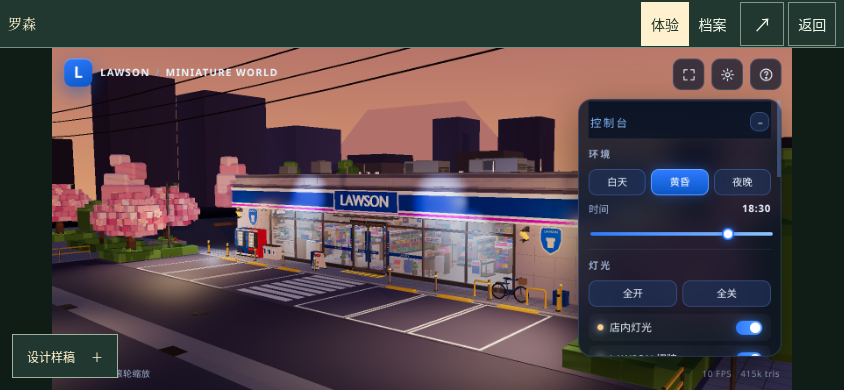 罗森
体验 档案 ↗ 返回
L LAWSON / MINIATURE WORLD
控制台 -
环境
白天 黄昏 夜晚
时间 18:30
灯光
全开 全关
店内灯光
LAWSON
设计样稿 +
滚轮缩放
10 FPS 415k tris